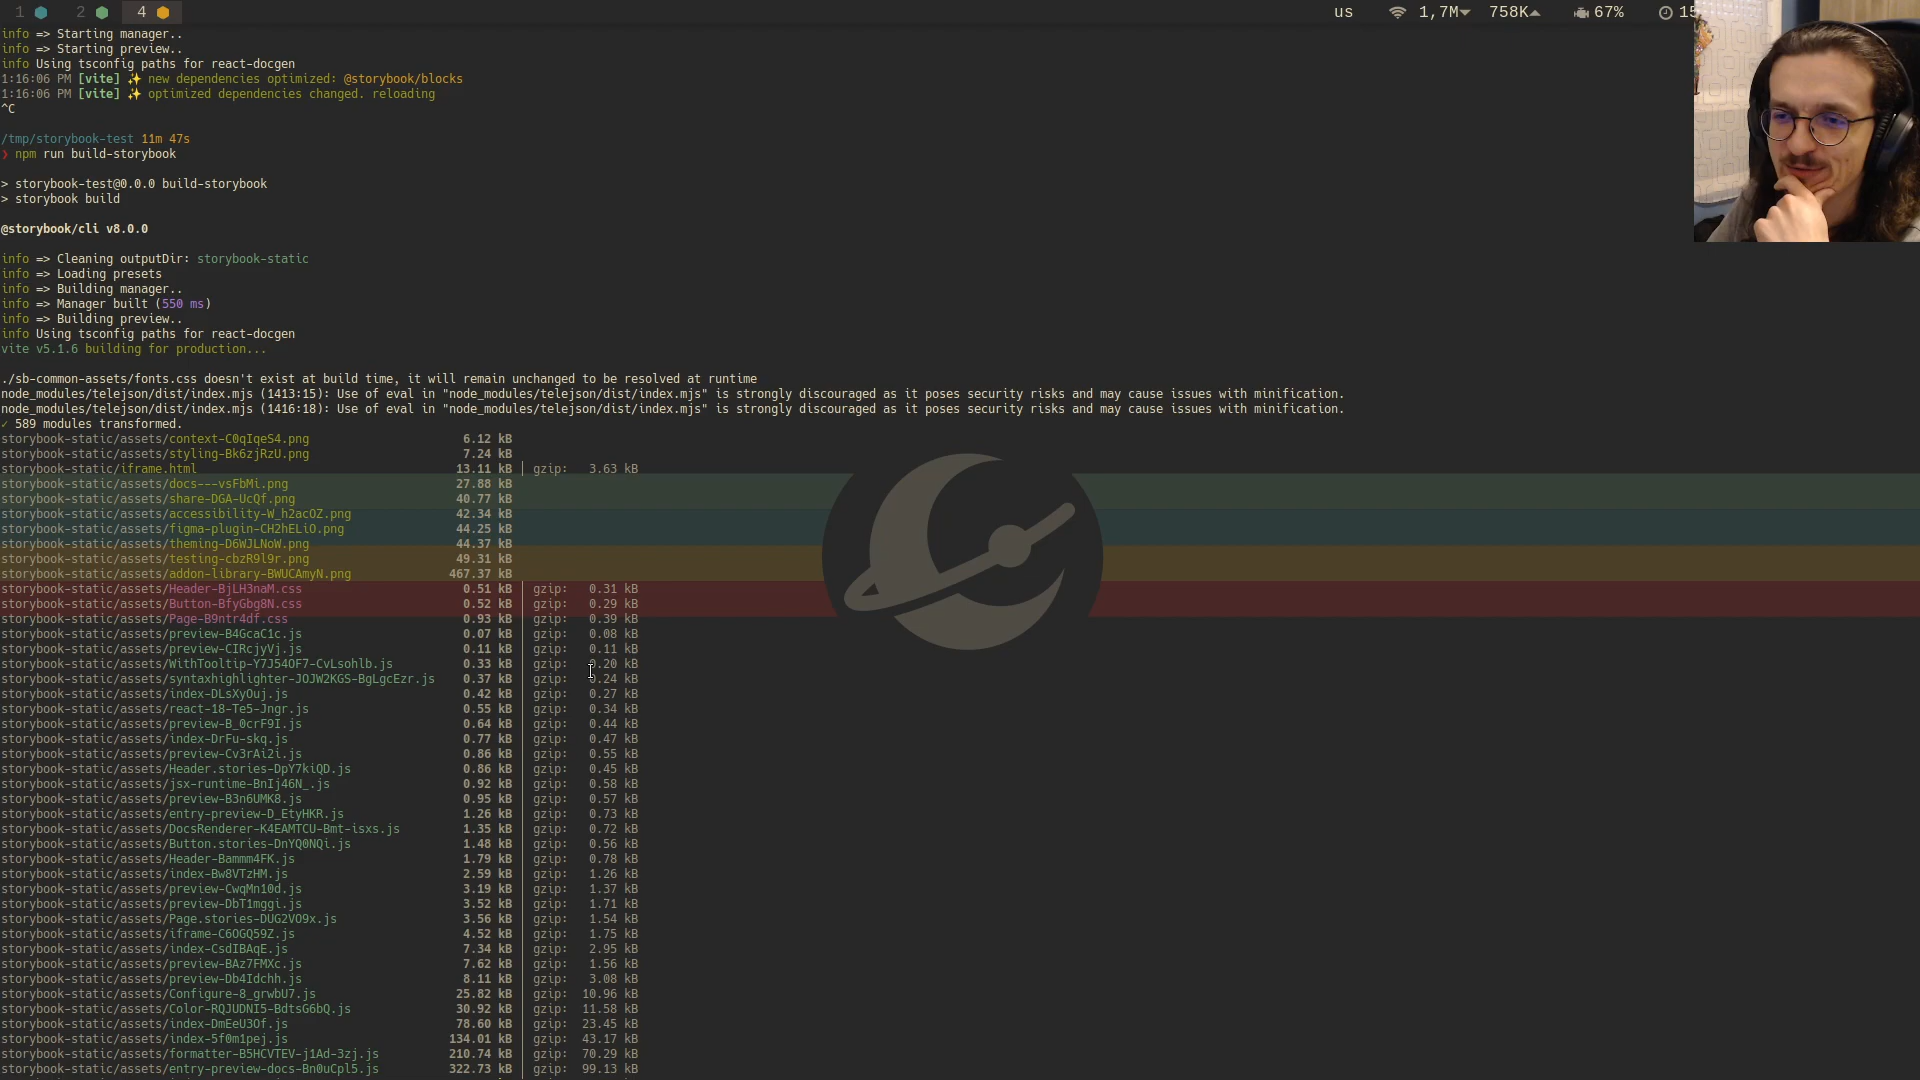 1 2 4 us 1,7M 758K 67% 15
info => Starting manager..
info => Starting preview..
info Using tsconfig paths for react-docgen
1:16:06 PM [vite] ✨ new dependencies optimized: @storybook/blocks
1:16:06 PM [vite] ✨ optimized dependencies changed. reloading
^C
/tmp/storybook-test 11m 47s
❯ npm run build-storybook
> storybook-test@0.0.0 build-storybook
> storybook build
@storybook/cli v8.0.0
info => Cleaning outputDir: storybook-static
info => Loading presets
info => Building manager..
info => Manager built (550 ms)
info => Building preview..
info Using tsconfig paths for react-docgen
vite v5.1.6 building for production...
./sb-common-assets/fonts.css doesn't exist at build time, it will remain unchanged to be resolved at runtime
node_modules/telejson/dist/index.mjs (1413:15): Use of eval in "node_modules/telejson/dist/index.mjs" is strongly discouraged as it poses security risks and may cause issues with minification.
node_modules/telejson/dist/index.mjs (1416:18): Use of eval in "node_modules/telejson/dist/index.mjs" is strongly discouraged as it poses security risks and may cause issues with minification.
✓ 589 modules transformed.
storybook-static/assets/context-C0qIqeS4.png 6.12 kB
storybook-static/assets/styling-Bk6zjRzU.png 7.24 kB
storybook-static/iframe.html 13.11 kB │ gzip: 3.63 kB
storybook-static/assets/docs---vsFbMi.png 27.88 kB
storybook-static/assets/share-DGA-UcQf.png 40.77 kB
storybook-static/assets/accessibility-W_h2acOZ.png 42.34 kB
storybook-static/assets/figma-plugin-CH2hELiO.png 44.25 kB
storybook-static/assets/theming-D6WJLNoW.png 44.37 kB
storybook-static/assets/testing-cbzR9l9r.png 49.31 kB
storybook-static/assets/addon-library-BWUCAmyN.png 467.37 kB
storybook-static/assets/Header-BjLH3naM.css 0.51 kB │ gzip: 0.31 kB
storybook-static/assets/Button-BfyGbg8N.css 0.52 kB │ gzip: 0.29 kB
storybook-static/assets/Page-B9ntr4df.css 0.93 kB │ gzip: 0.39 kB
storybook-static/assets/preview-B4GcaC1c.js 0.07 kB │ gzip: 0.08 kB
storybook-static/assets/preview-CIRcjyVj.js 0.11 kB │ gzip: 0.11 kB
storybook-static/assets/WithTooltip-Y7J54OF7-CvLsohlb.js 0.33 kB │ gzip: 0.20 kB
storybook-static/assets/syntaxhighlighter-JOJW2KGS-BgLgcEzr.js 0.37 kB │ gzip: 0.24 kB
storybook-static/assets/index-DLsXyOuj.js 0.42 kB │ gzip: 0.27 kB
storybook-static/assets/react-18-Te5-Jngr.js 0.55 kB │ gzip: 0.34 kB
storybook-static/assets/preview-B_0crF9I.js 0.64 kB │ gzip: 0.44 kB
storybook-static/assets/index-DrFu-skq.js 0.77 kB │ gzip: 0.47 kB
storybook-static/assets/preview-Cv3rAi2i.js 0.86 kB │ gzip: 0.55 kB
storybook-static/assets/Header.stories-DpY7kiQD.js 0.86 kB │ gzip: 0.45 kB
storybook-static/assets/jsx-runtime-BnIj46N_.js 0.92 kB │ gzip: 0.58 kB
storybook-static/assets/preview-B3n6UMK8.js 0.95 kB │ gzip: 0.57 kB
storybook-static/assets/entry-preview-D_EtyHKR.js 1.26 kB │ gzip: 0.73 kB
storybook-static/assets/DocsRenderer-K4EAMTCU-Bmt-isxs.js 1.35 kB │ gzip: 0.72 kB
storybook-static/assets/Button.stories-DnYQ0NQi.js 1.48 kB │ gzip: 0.56 kB
storybook-static/assets/Header-Bammm4FK.js 1.79 kB │ gzip: 0.78 kB
storybook-static/assets/index-Bw8VTzHM.js 2.59 kB │ gzip: 1.26 kB
storybook-static/assets/preview-CwqMn10d.js 3.19 kB │ gzip: 1.37 kB
storybook-static/assets/preview-DbT1mggi.js 3.52 kB │ gzip: 1.71 kB
storybook-static/assets/Page.stories-DUG2VO9x.js 3.56 kB │ gzip: 1.54 kB
storybook-static/assets/iframe-C6OGQ59Z.js 4.52 kB │ gzip: 1.75 kB
storybook-static/assets/index-CsdIBAqE.js 7.34 kB │ gzip: 2.95 kB
storybook-static/assets/preview-BAz7FMXc.js 7.62 kB │ gzip: 1.56 kB
storybook-static/assets/preview-Db4Idchh.js 8.11 kB │ gzip: 3.08 kB
storybook-static/assets/Configure-8_grwbU7.js 25.82 kB │ gzip: 10.96 kB
storybook-static/assets/Color-RQJUDNI5-BdtsG6bQ.js 30.92 kB │ gzip: 11.58 kB
storybook-static/assets/index-DmEeU3Of.js 78.60 kB │ gzip: 23.45 kB
storybook-static/assets/index-5f0m1pej.js 134.01 kB │ gzip: 43.17 kB
storybook-static/assets/formatter-B5HCVTEV-j1Ad-3zj.js 210.74 kB │ gzip: 70.29 kB
storybook-static/assets/entry-preview-docs-Bn0uCpl5.js 322.73 kB │ gzip: 99.13 kB